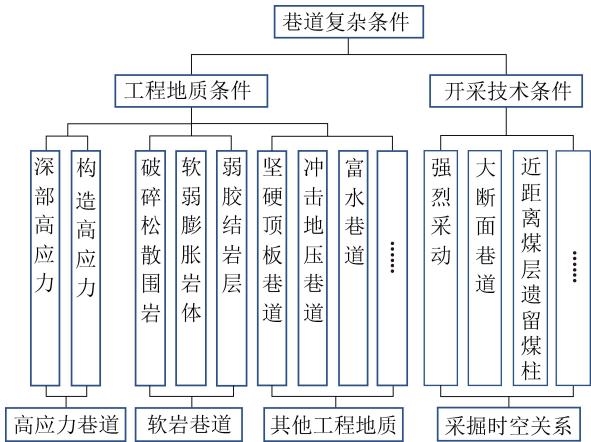 巷道复杂条件
工程地质条件
开采技术条件
深部高应力
构造高应力
破碎松散围岩
软弱膨胀岩体
弱胶结岩层
坚硬顶板巷道
冲击地压巷道
富水巷道
……
强烈采动
大断面巷道
近距离煤层遗留煤柱
……
高应力巷道
软岩巷道
其他工程地质
采掘时空关系